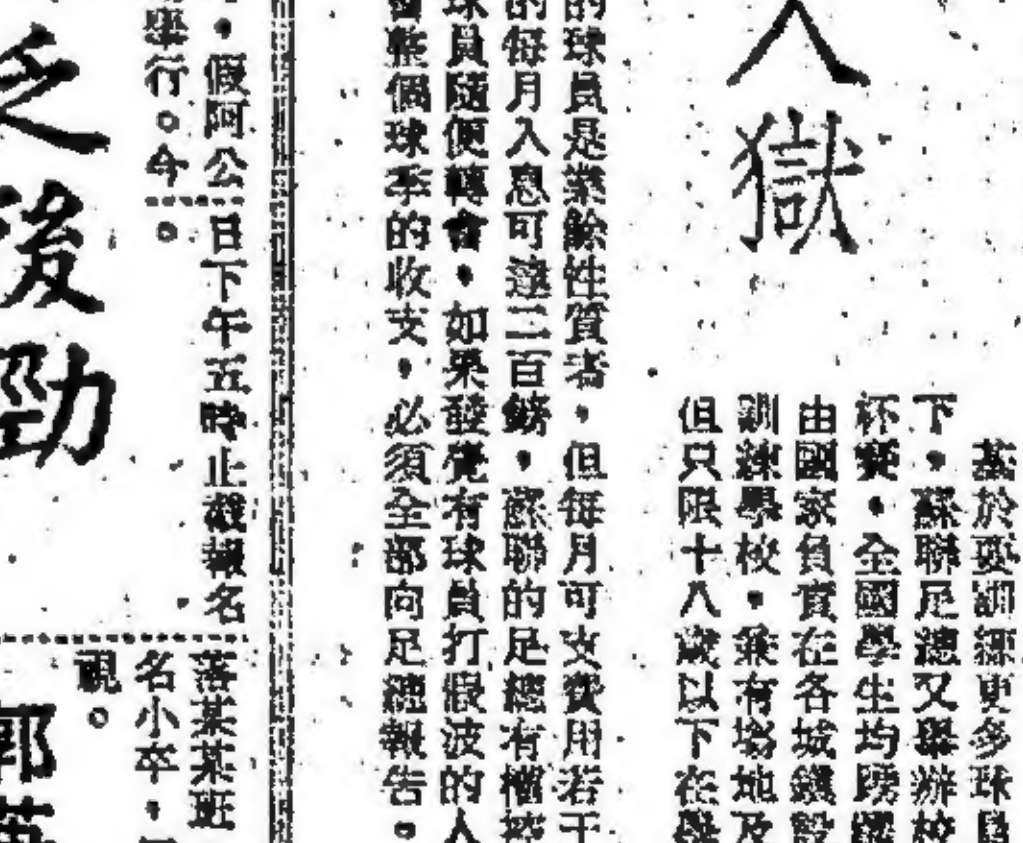 入獄
基於要訓練更多球員
下，蘇聯足總又舉辦校
杯賽，全國學生均踴躍
由國家負責在各城鎮設
訓練學校，兼有場地及
但只限十八歲以下在學
的球員是業餘性質者，但每月可支費用若干
的每月入息可達二百鎊，蘇聯的足總有權控
球員隨便轉會，如果發覺有球員打假波的人
會整個球季的收支，必須全部向足總報告。
，假阿公
舉行。今
日下午五時止截報名
。
乏後勁
落某某班
名小卒，
視。
郭英